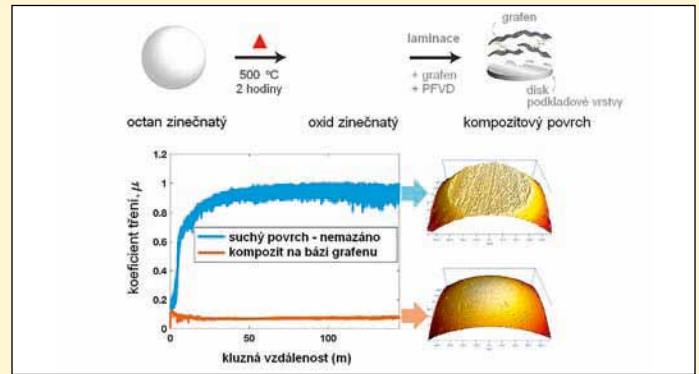 grafen
laminace
500 °C
2 hodiny
+ grafen
+ PFVD
disk
podkladové vrstvy
octan zinečnatý
oxid zinečnatý
kompozitový povrch
koeficient tření, μ
1.2
1
0.8
0.6
0.4
0.2
0
suchý povrch - nemazáno
kompozit na bázi grafenu
0
50
100
kluzná vzdálenost (m)